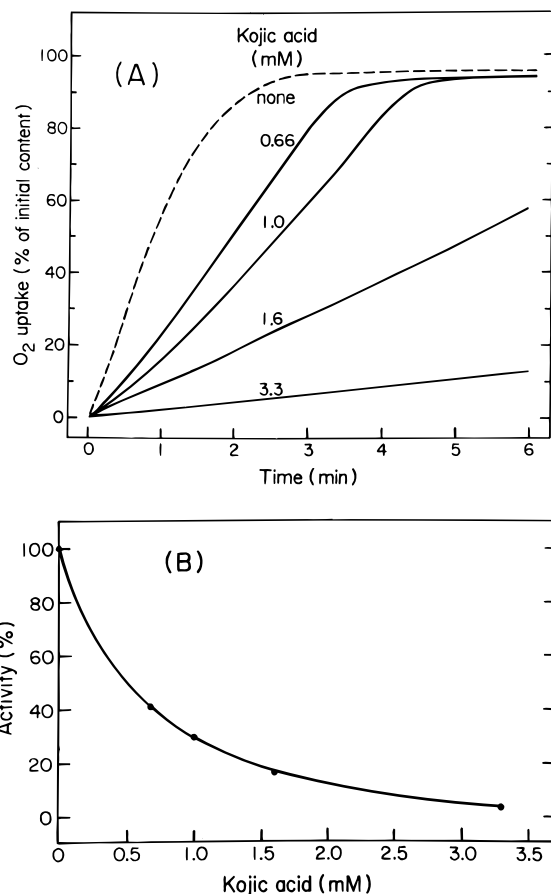 Kojic acid
(mM)
(A)
none
0.66
1.0
1.6
3.3
100
80
60
40
20
0
O2 uptake (% of initial content)
0 1 2 3 4 5 6
Time (min)
(B)
100
80
60
40
20
0
Activity (%)
0 0.5 1.0 1.5 2.0 2.5 3.0 3.5
Kojic acid (mM)